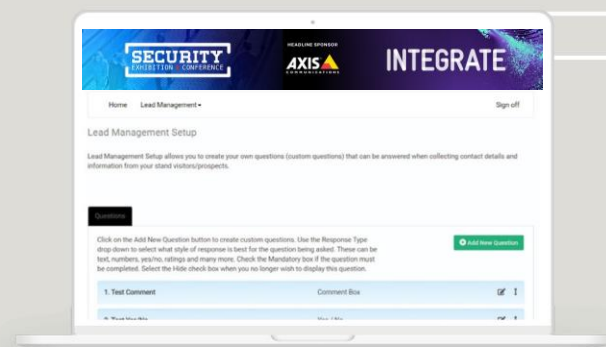 SECURITY
EXHIBITION + CONFERENCE
HEADLINE SPONSOR
AXIS
COMMUNICATIONS
INTEGRATE
Home Lead Management Sign off
Lead Management Setup
Lead Management Setup allows you to create your own questions (custom questions) that can be answered when collecting contact details and
information from your stand visitors/prospects.
Questions
Click on the Add New Question button to create custom questions. Use the Response Type
drop down to select what style of response is best for the question being asked. These can be
text, numbers, yes/no, ratings and many more. Check the Mandatory box if the question must
be completed. Select the Hide check box when you no longer wish to display this question.
Add New Question
1. Test Comment Comment Box
2. Test Yes/No Yes / No